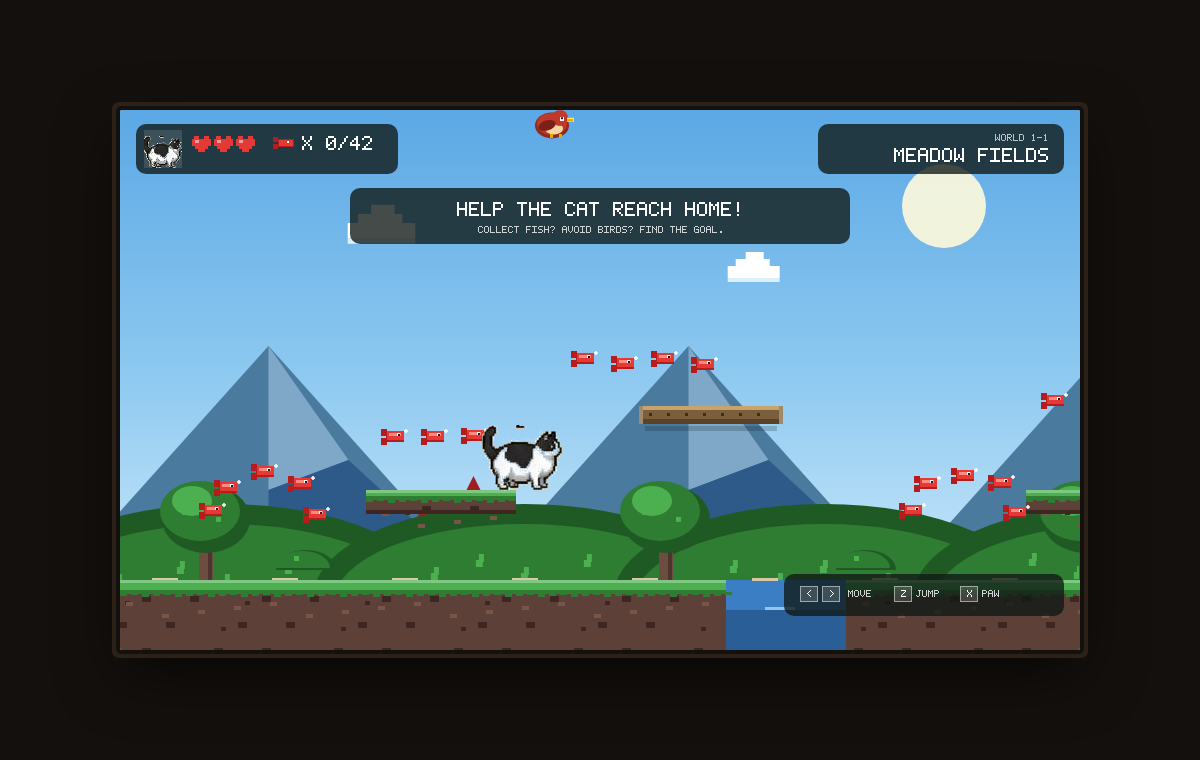 X 0/42
WORLD 1-1
MEADOW FIELDS
HELP THE CAT REACH HOME!
COLLECT FISH? AVOID BIRDS? FIND THE GOAL.
< > MOVE Z JUMP X PAW